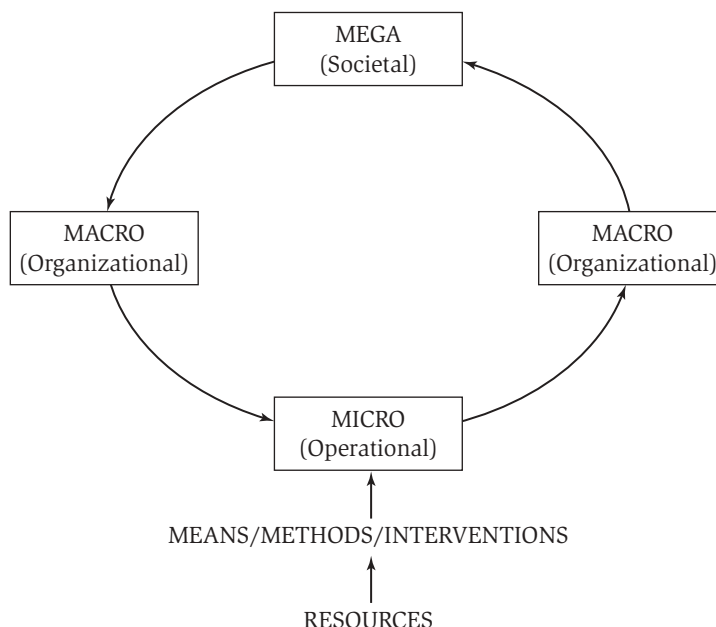 MEGA
(Societal)
MACRO
(Organizational)
MACRO
(Organizational)
MICRO
(Operational)
MEANS/METHODS/INTERVENTIONS
RESOURCES